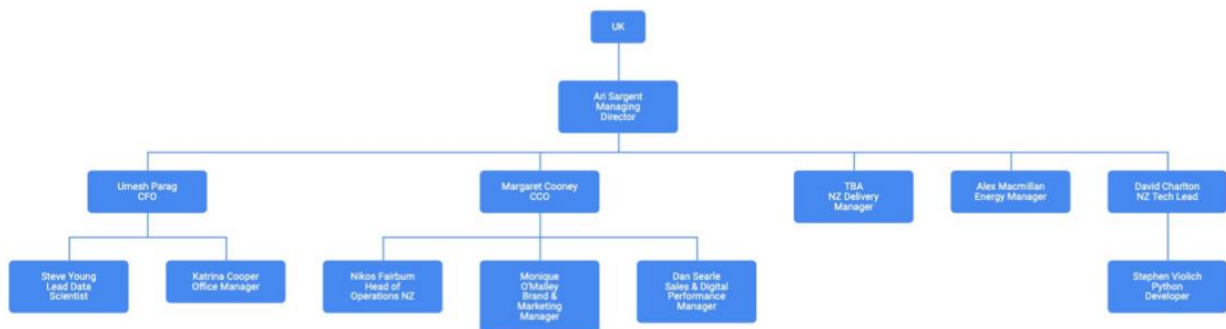 UK
Ari Sargent
Managing
Director
Umesh Parag
CFO
Margaret Cooney
CCO
TBA
NZ Delivery
Manager
Alex Macmillan
Energy Manager
David Charlton
NZ Tech Lead
Steve Young
Lead Data
Scientist
Katrina Cooper
Office Manager
Nikos Fairburn
Head of
Operations NZ
Monique
O'Malley
Brand &
Marketing
Manager
Dan Searle
Sales & Digital
Performance
Manager
Stephen Violich
Python
Developer